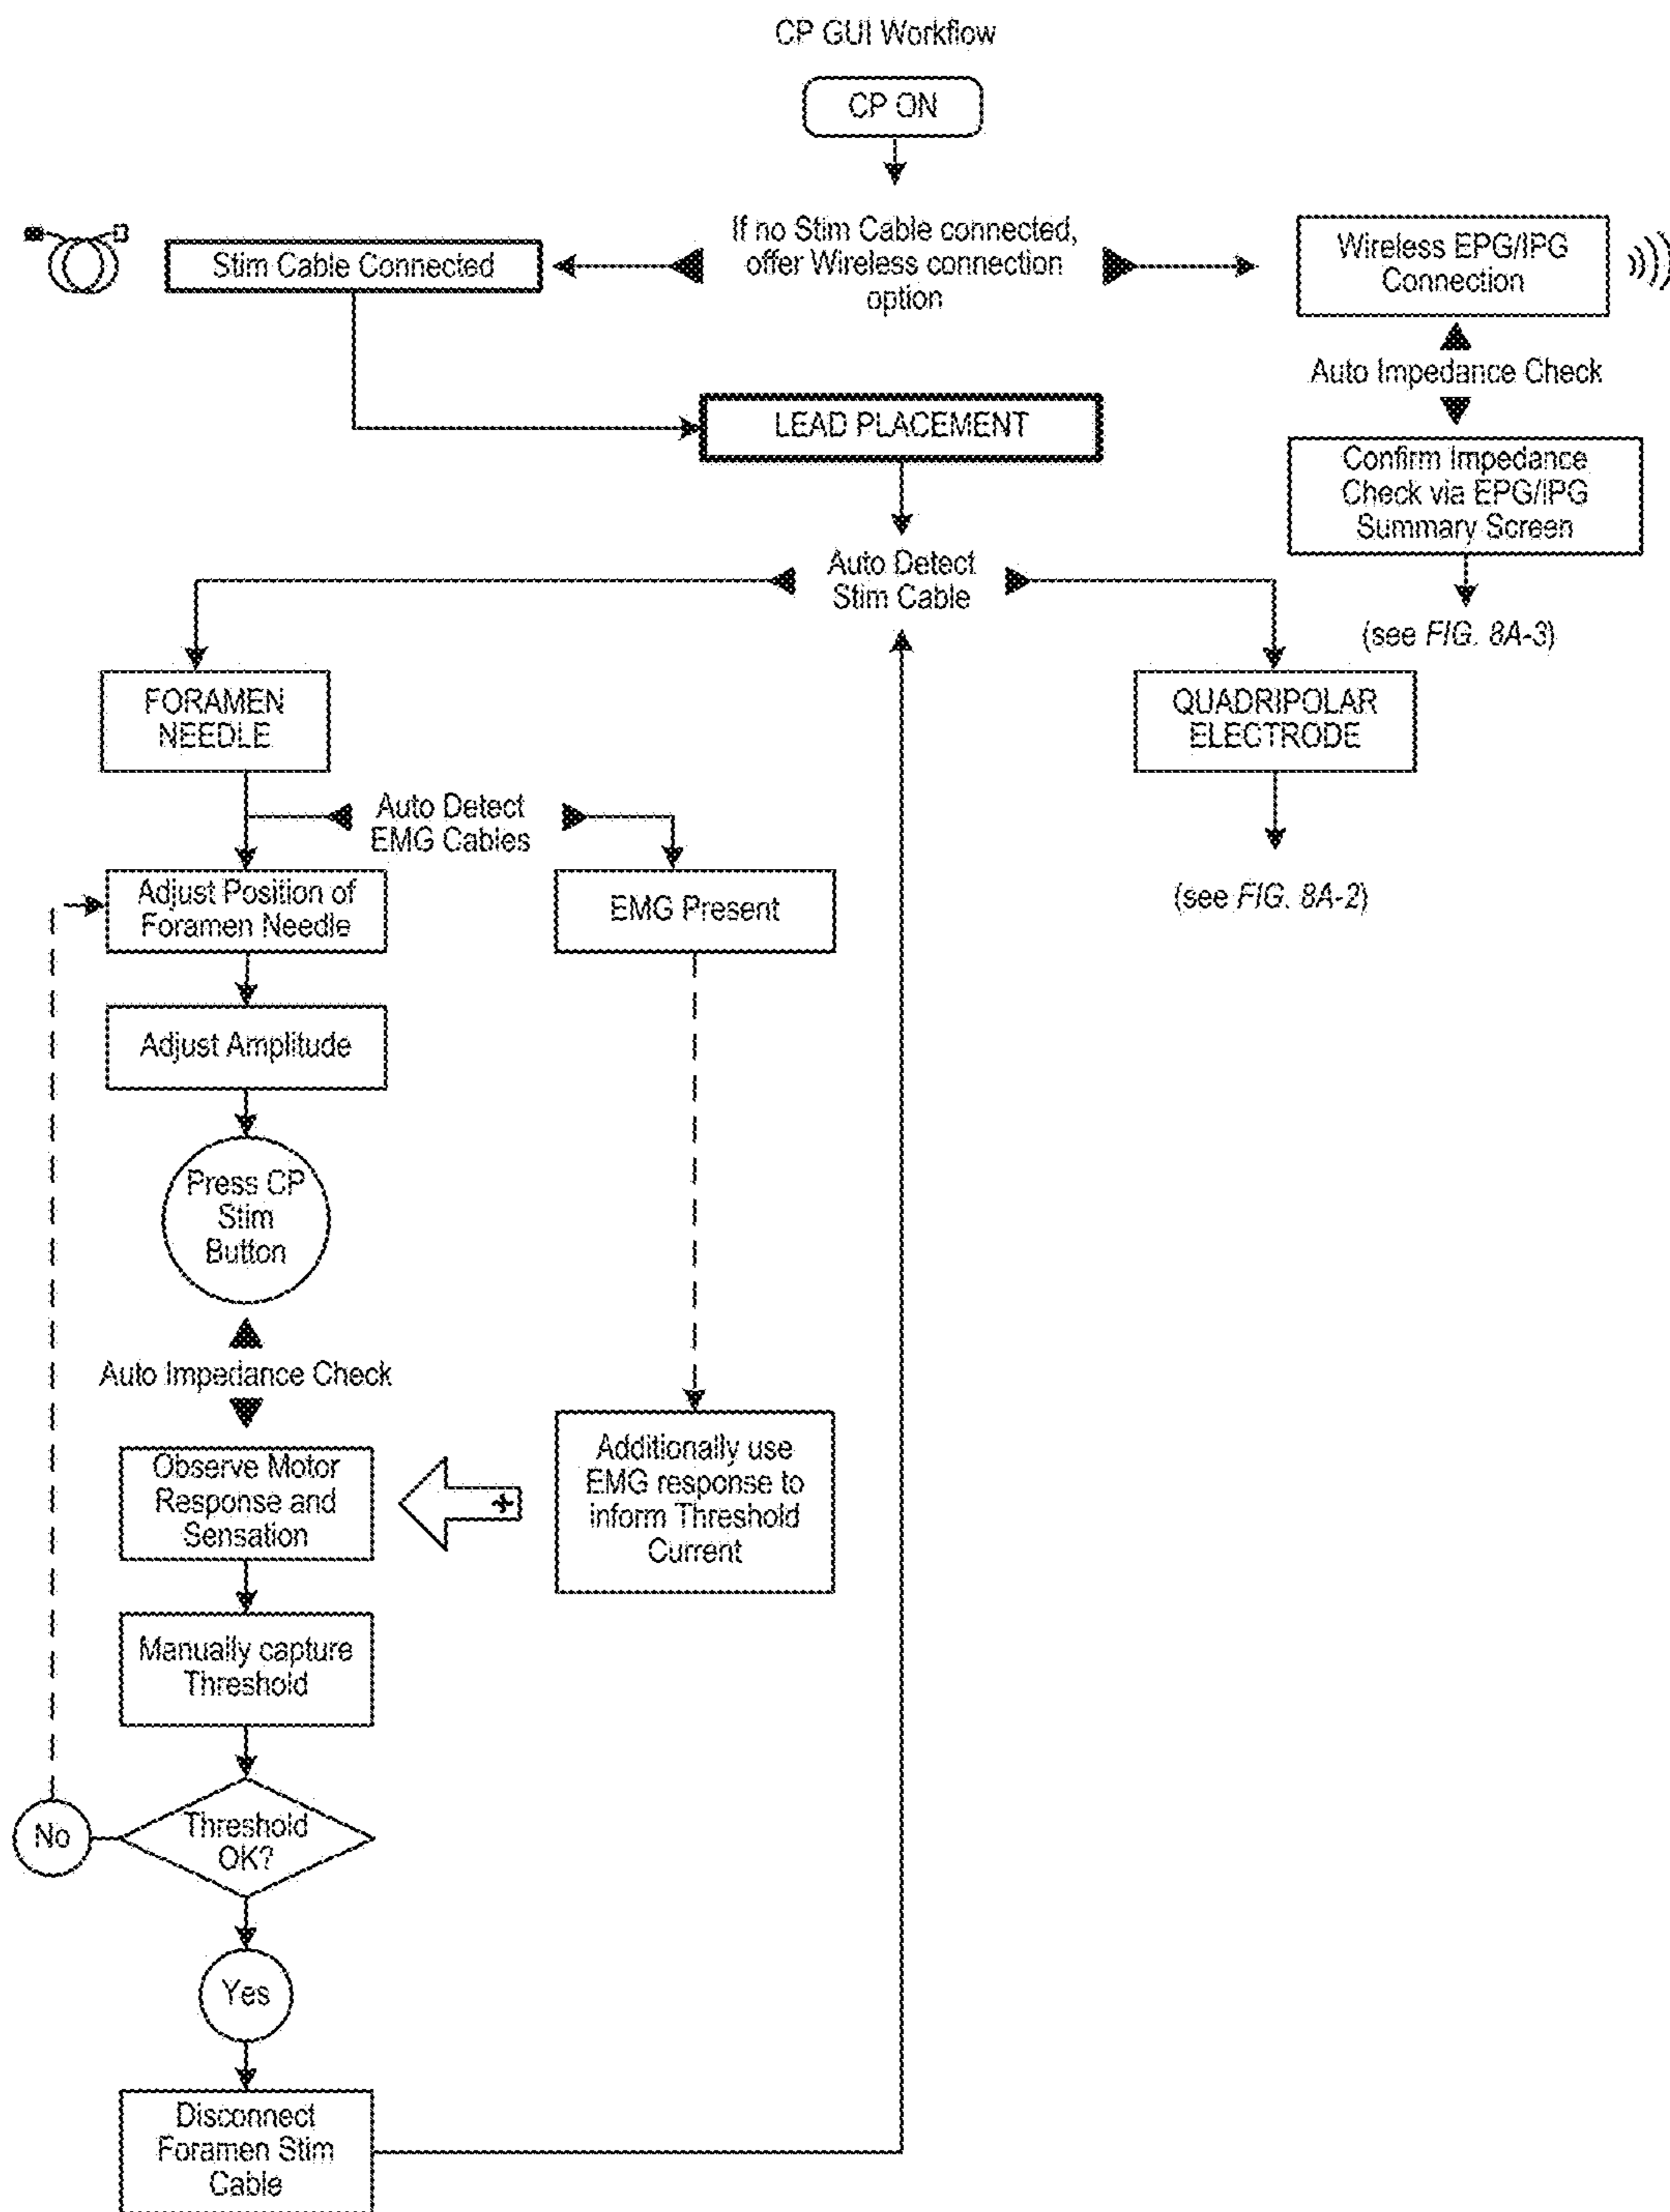 CP GUI Workflow
CP ON
If no Stim Cable connected,
offer Wireless connection
option
Stim Cable Connected
Wireless EPG/IPG
Connection
Auto Impedance Check
LEAD PLACEMENT
Confirm Impedance
Check via EPG/IPG
Summary Screen
(see FIG. 8A-3)
Auto Detect
Stim Cable
FORAMEN
NEEDLE
QUADRIPOLAR
ELECTRODE
(see FIG. 8A-2)
Auto Detect
EMG Cables
Adjust Position of
Foramen Needle
EMG Present
Adjust Amplitude
Press CP
Stim
Button
Auto Impedance Check
Observe Motor
Response and
Sensation
+
Additionally use
EMG response to
inform Threshold
Current
Manually capture
Threshold
Threshold
OK?
No
Yes
Disconnect
Foramen Stim
Cable